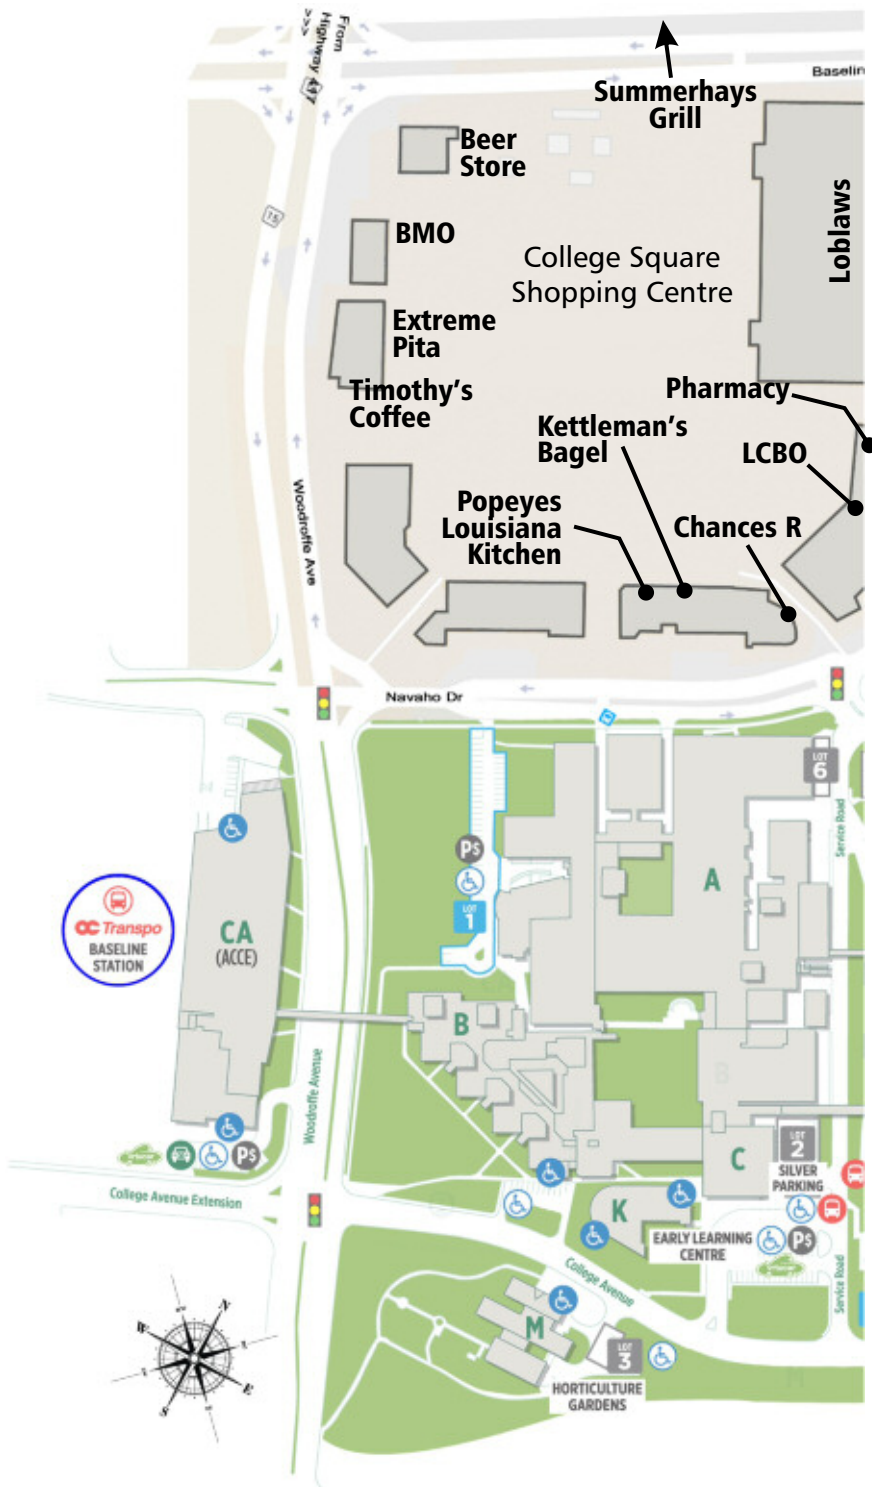 From
Highway 417
>>>
Baselin
Summerhays
Grill
Beer
Store
15
BMO
College Square
Shopping Centre
Loblaws
Extreme
Pita
Timothy's
Coffee
Pharmacy
Kettleman's
Bagel
LCBO
Popeyes
Louisiana
Kitchen
Chances R
Woodroffe Ave
Navaho Dr
LOT
6
Service Road
P$
A
LOT
1
OC Transpo
BASELINE
STATION
CA
(ACCE)
B
Woodroffe Avenue
P$
LOT
2
SILVER
PARKING
C
College Avenue Extension
K
EARLY LEARNING
CENTRE
P$
Service Road
College Avenue
N
W
E
S
M
LOT
3
HORTICULTURE
GARDENS